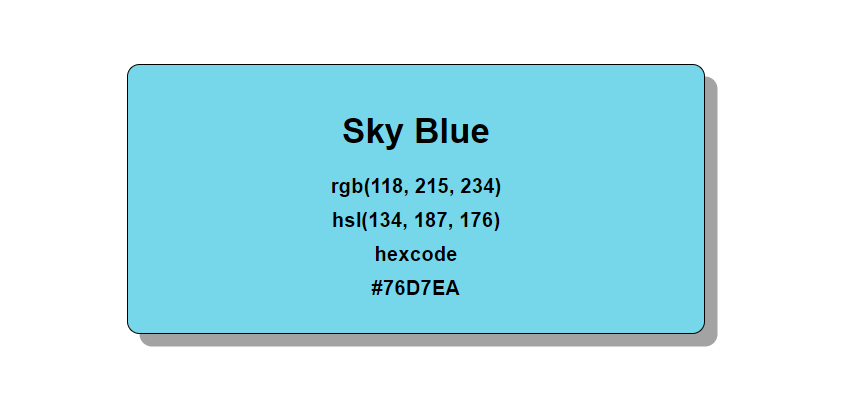 Sky Blue
rgb(118, 215, 234)
hsl(134, 187, 176)
hexcode
#76D7EA